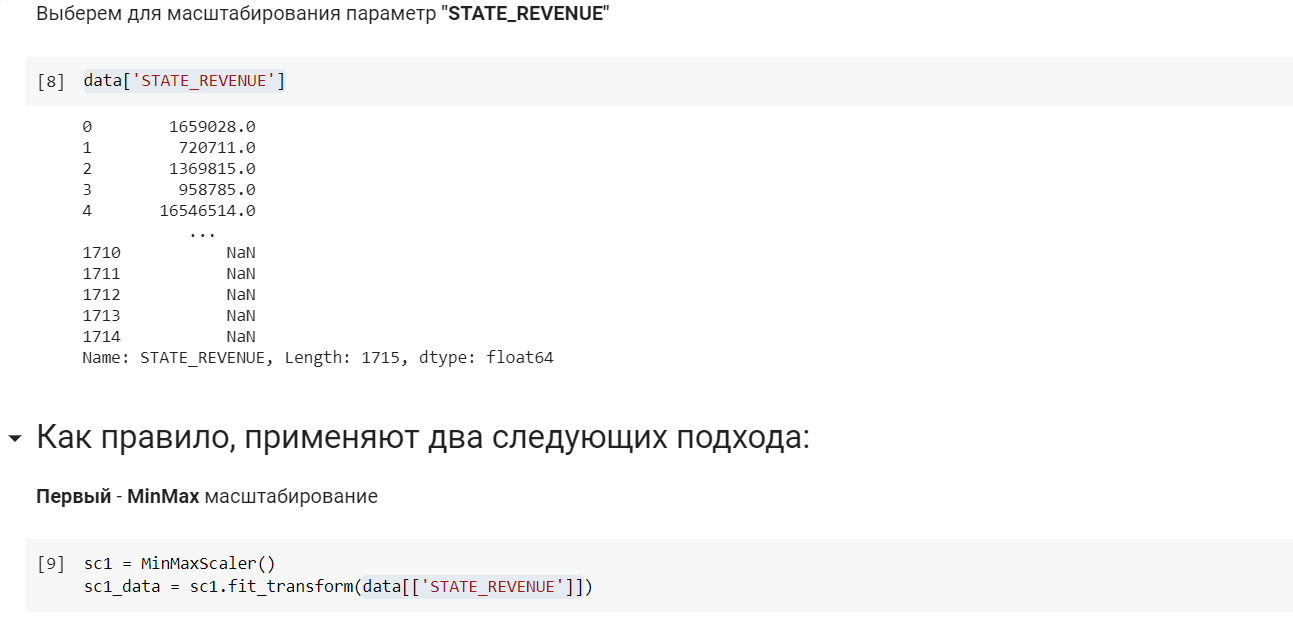 Выберем для масштабирования параметр "STATE_REVENUE"
[8] data['STATE_REVENUE']
0 1659028.0
1 720711.0
2 1369815.0
3 958785.0
4 16546514.0
...
1710 NaN
1711 NaN
1712 NaN
1713 NaN
1714 NaN
Name: STATE_REVENUE, Length: 1715, dtype: float64
Как правило, применяют два следующих подхода:
Первый - MinMax масштабирование
[9] sc1 = MinMaxScaler()
sc1_data = sc1.fit_transform(data[['STATE_REVENUE']])